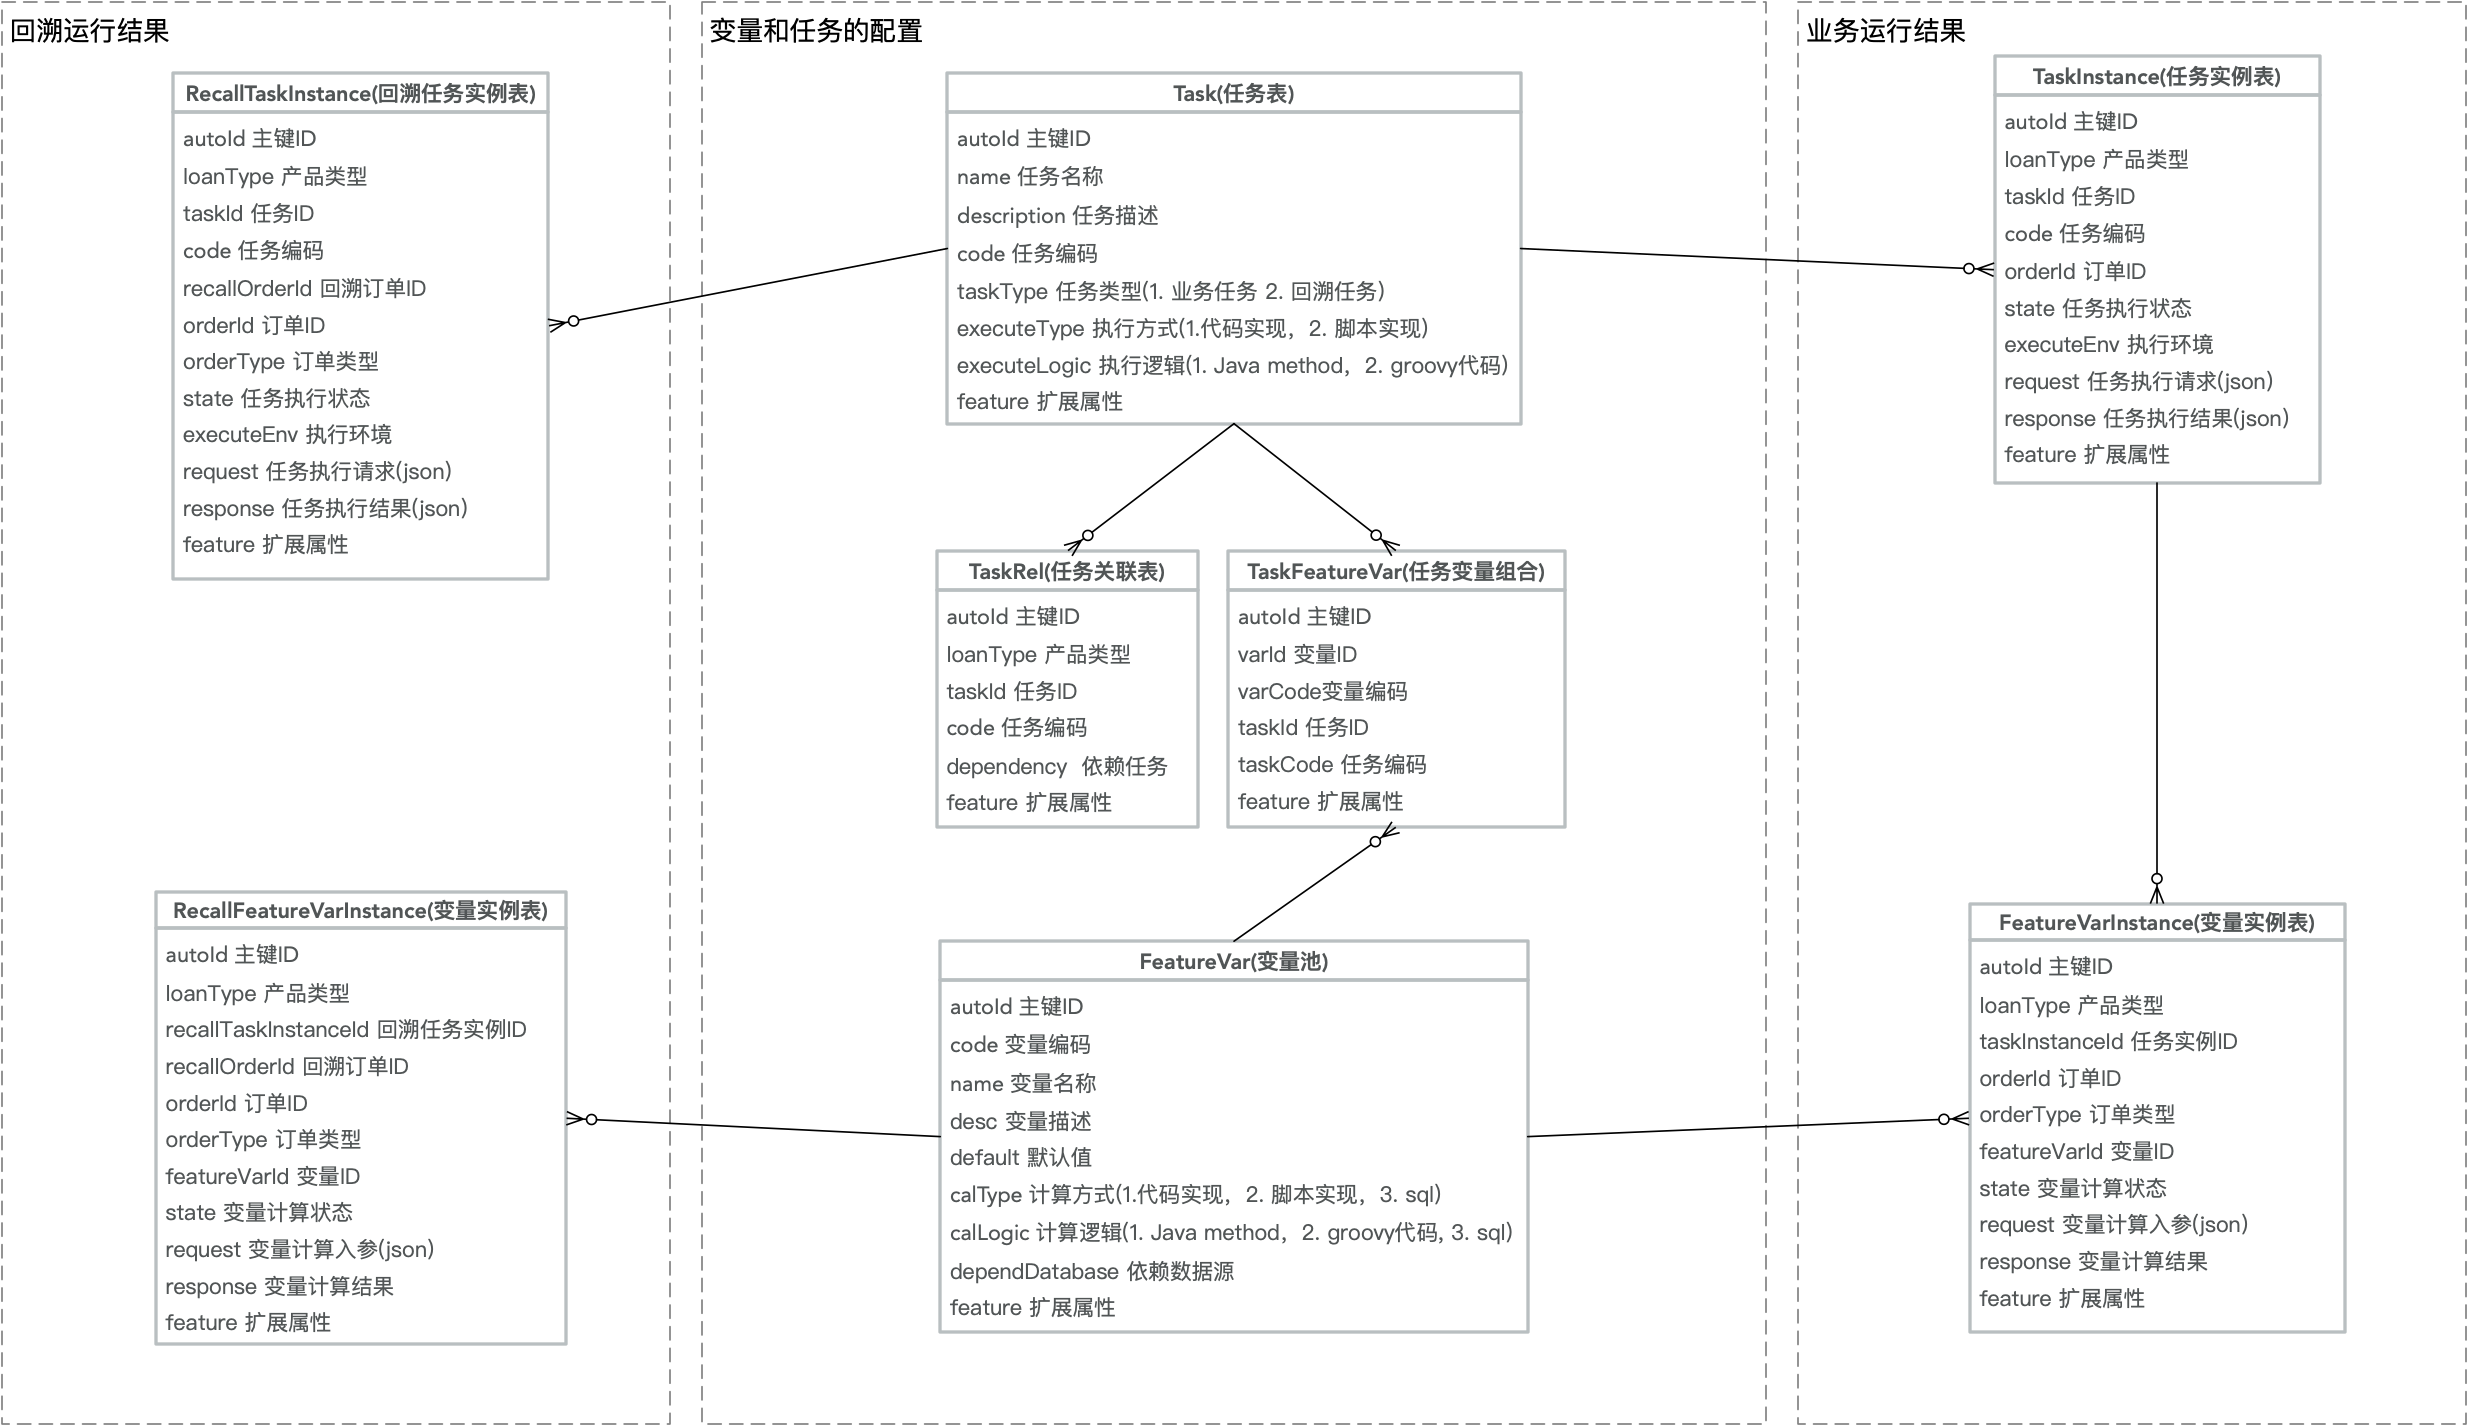 回溯运行结果
RecallTaskInstance(回溯任务实例表)
autoId 主键ID
loanType 产品类型
taskId 任务ID
code 任务编码
recallOrderId 回溯订单ID
orderId 订单ID
orderType 订单类型
state 任务执行状态
executeEnv 执行环境
request 任务执行请求(json)
response 任务执行结果(json)
feature 扩展属性
RecallFeatureVarInstance(变量实例表)
autoId 主键ID
loanType 产品类型
recallTaskInstanceId 回溯任务实例ID
recallOrderId 回溯订单ID
orderId 订单ID
orderType 订单类型
featureVarId 变量ID
state 变量计算状态
request 变量计算入参(json)
response 变量计算结果
feature 扩展属性
变量和任务的配置
Task(任务表)
autoId 主键ID
name 任务名称
description 任务描述
code 任务编码
taskType 任务类型(1. 业务任务 2. 回溯任务)
executeType 执行方式(1.代码实现，2. 脚本实现)
executeLogic 执行逻辑(1. Java method，2. groovy代码)
feature 扩展属性
TaskRel(任务关联表)
autoId 主键ID
loanType 产品类型
taskId 任务ID
code 任务编码
dependency 依赖任务
feature 扩展属性
TaskFeatureVar(任务变量组合)
autoId 主键ID
varId 变量ID
varCode变量编码
taskId 任务ID
taskCode 任务编码
feature 扩展属性
FeatureVar(变量池)
autoId 主键ID
code 变量编码
name 变量名称
desc 变量描述
default 默认值
calType 计算方式(1.代码实现，2. 脚本实现，3. sql)
calLogic 计算逻辑(1. Java method，2. groovy代码, 3. sql)
dependDatabase 依赖数据源
feature 扩展属性
业务运行结果
TaskInstance(任务实例表)
autoId 主键ID
loanType 产品类型
taskId 任务ID
code 任务编码
orderId 订单ID
state 任务执行状态
executeEnv 执行环境
request 任务执行请求(json)
response 任务执行结果(json)
feature 扩展属性
FeatureVarInstance(变量实例表)
autoId 主键ID
loanType 产品类型
taskInstanceId 任务实例ID
orderId 订单ID
orderType 订单类型
featureVarId 变量ID
state 变量计算状态
request 变量计算入参(json)
response 变量计算结果
feature 扩展属性